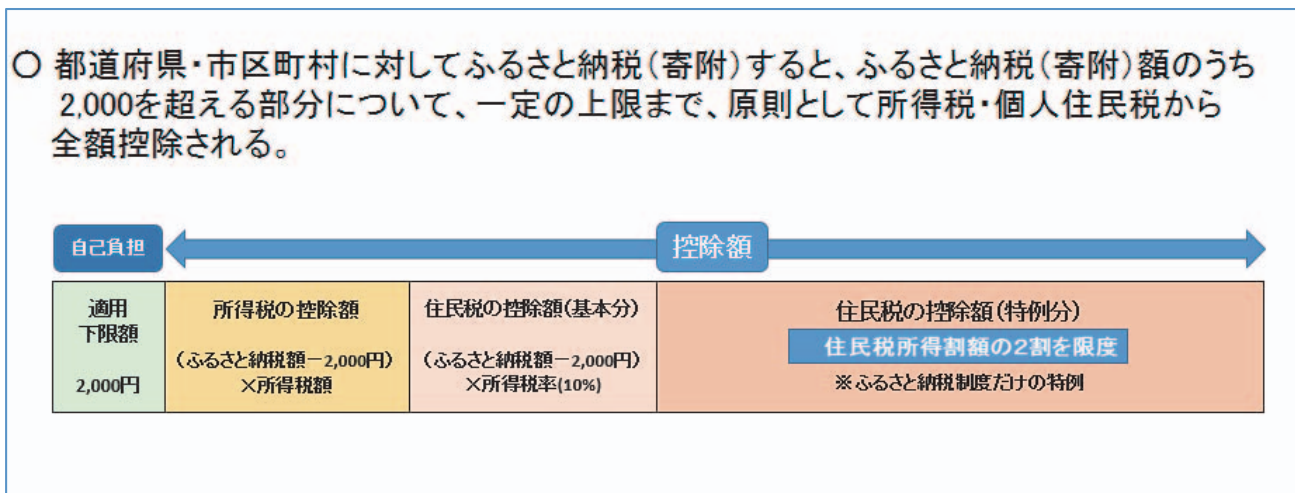 ○ 都道府県・市区町村に対してふるさと納税(寄附)すると、ふるさと納税(寄附)額のうち
2,000を超える部分について、一定の上限まで、原則として所得税・個人住民税から
全額控除される。
自己負担
控除額
適用
下限額
2,000円
所得税の控除額
(ふるさと納税額-2,000円)
×所得税額
住民税の控除額(基本分)
(ふるさと納税額-2,000円)
×所得税率(10%)
住民税の控除額(特例分)
住民税所得割額の2割を限度
※ふるさと納税制度だけの特例